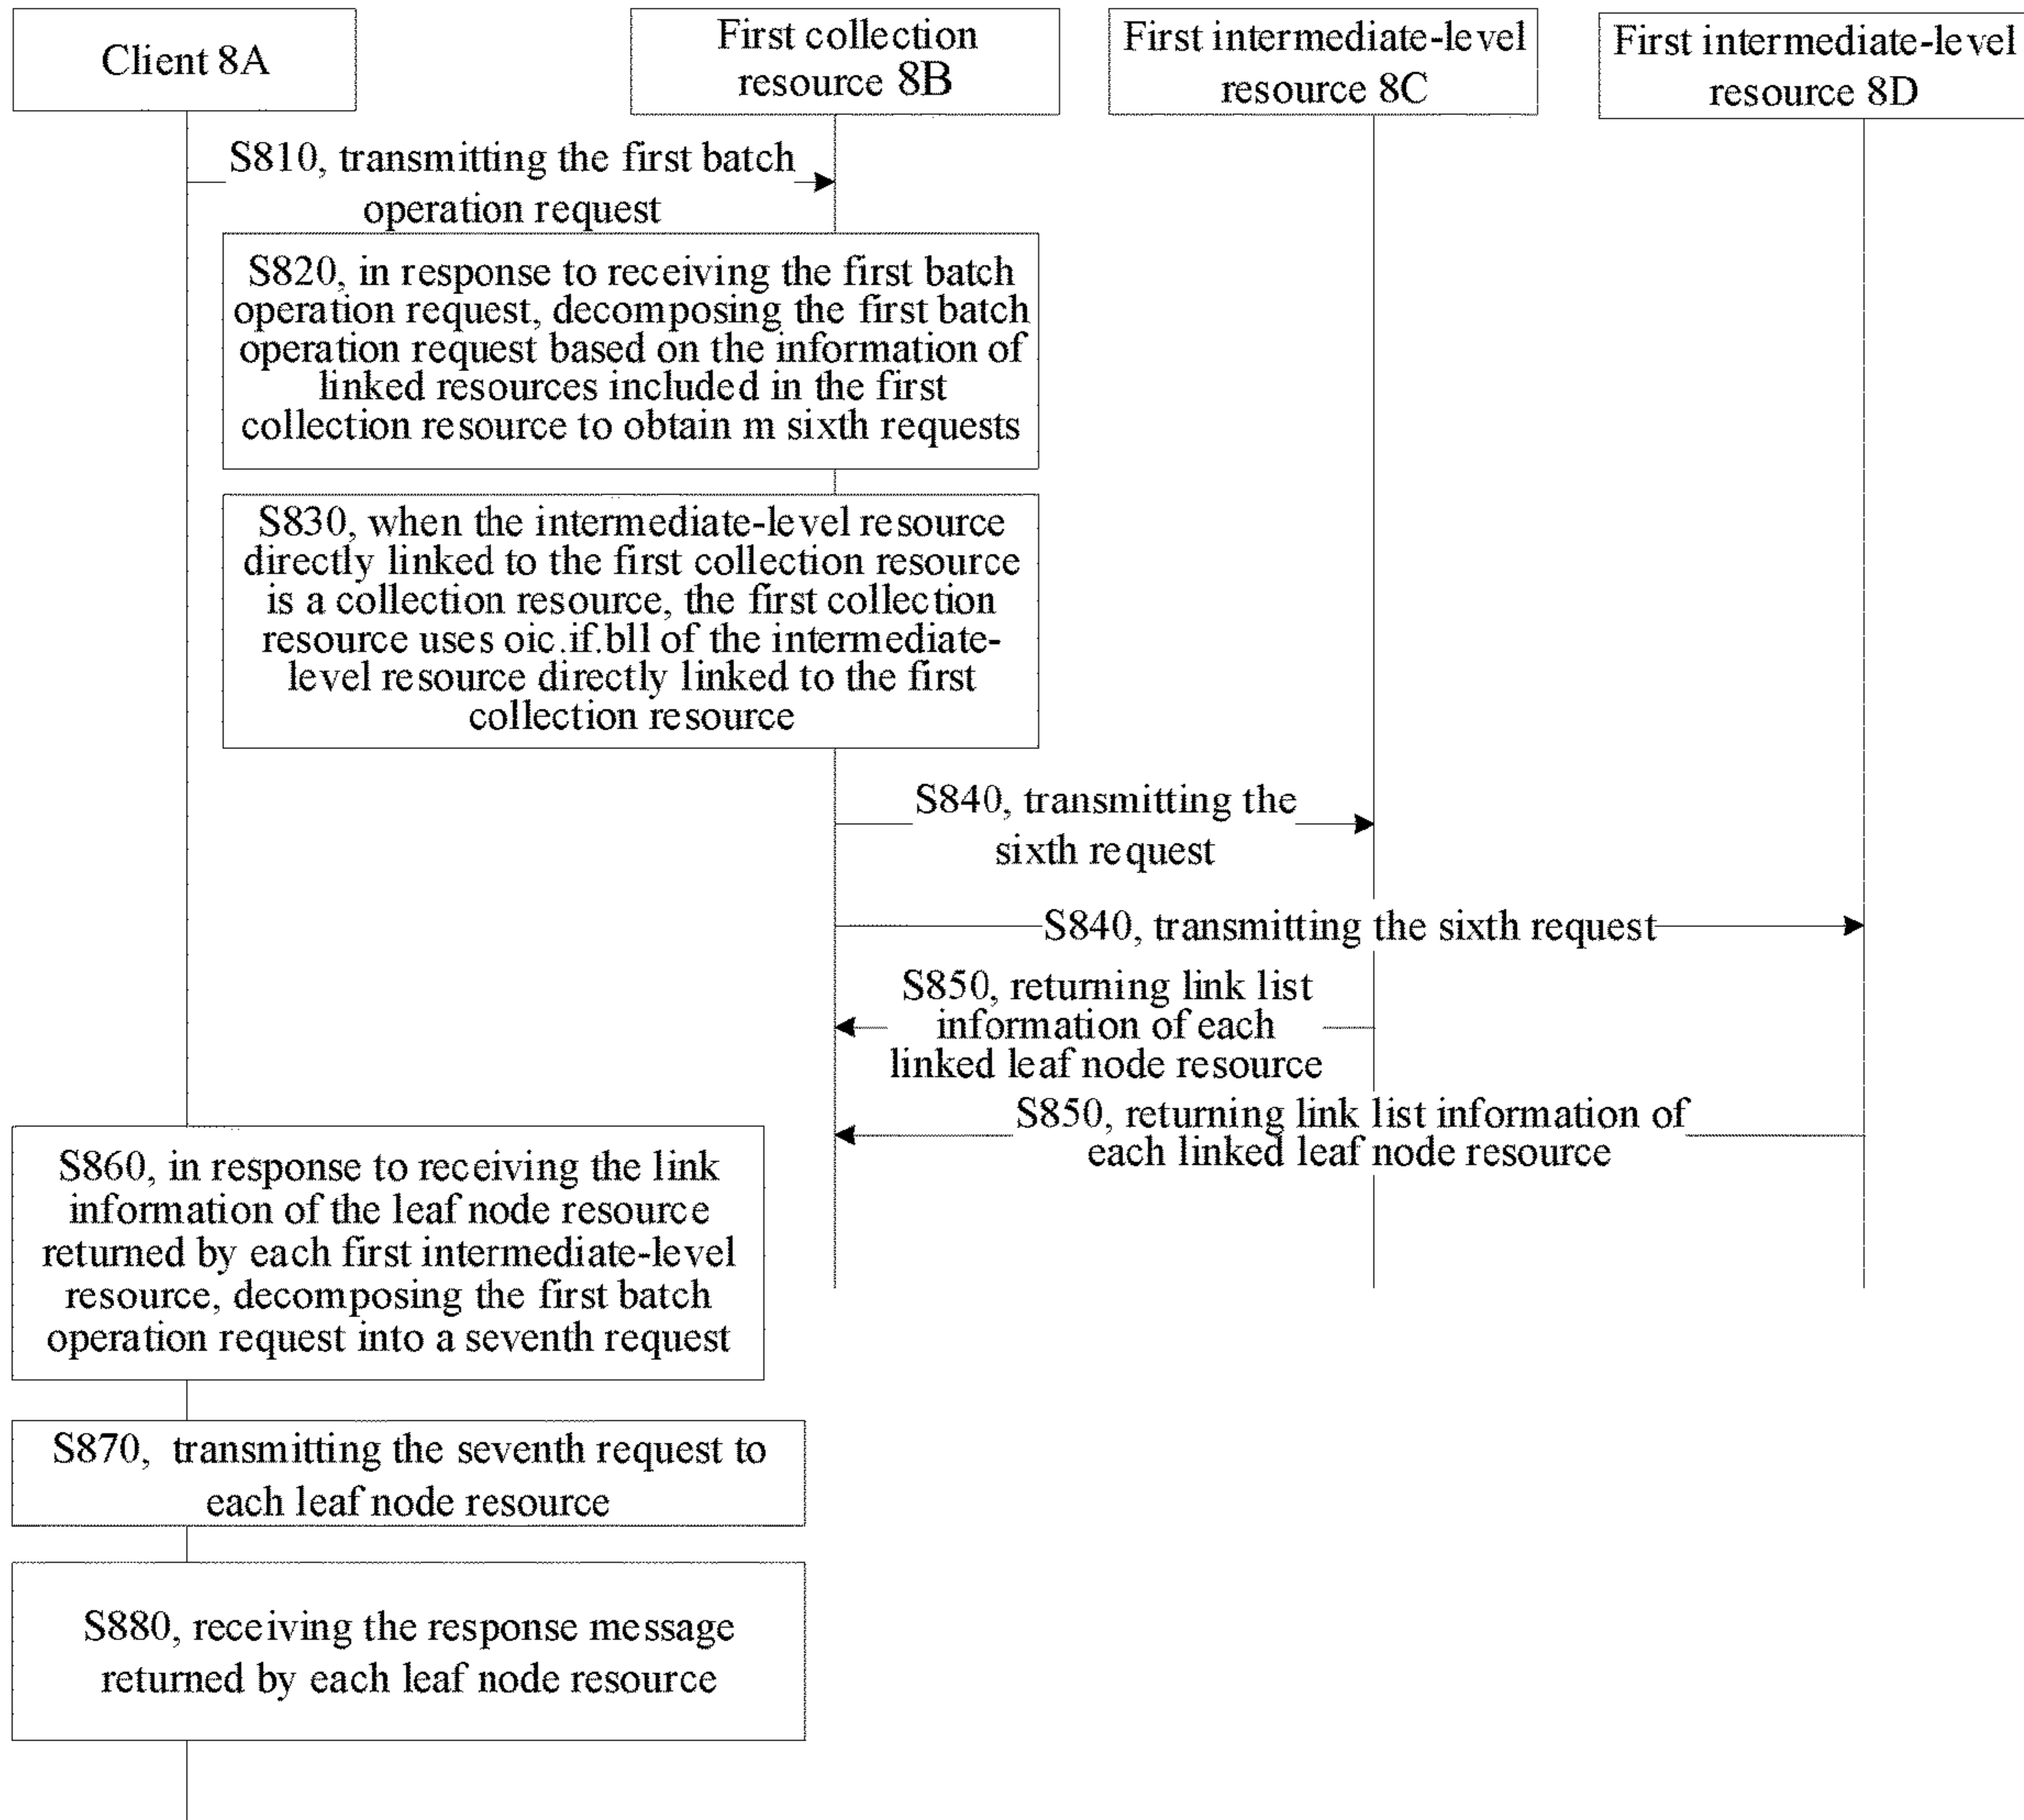 Client 8A
First collection
resource 8B
First intermediate-level
resource 8C
First intermediate-level
resource 8D
S810, transmitting the first batch
operation request
S820, in response to receiving the first batch
operation request, decomposing the first batch
operation request based on the information of
linked resources included in the first
collection resource to obtain m sixth requests
S830, when the intermediate-level resource
directly linked to the first collection resource
is a collection resource, the first collection
resource uses oic.if.bll of the intermediate-
level resource directly linked to the first
collection resource
S840, transmitting the
sixth request
S840, transmitting the sixth request
S850, returning link list
information of each
linked leaf node resource
S850, returning link list information of
each linked leaf node resource
S860, in response to receiving the link
information of the leaf node resource
returned by each first intermediate-level
resource, decomposing the first batch
operation request into a seventh request
S870, transmitting the seventh request to
each leaf node resource
S880, receiving the response message
returned by each leaf node resource